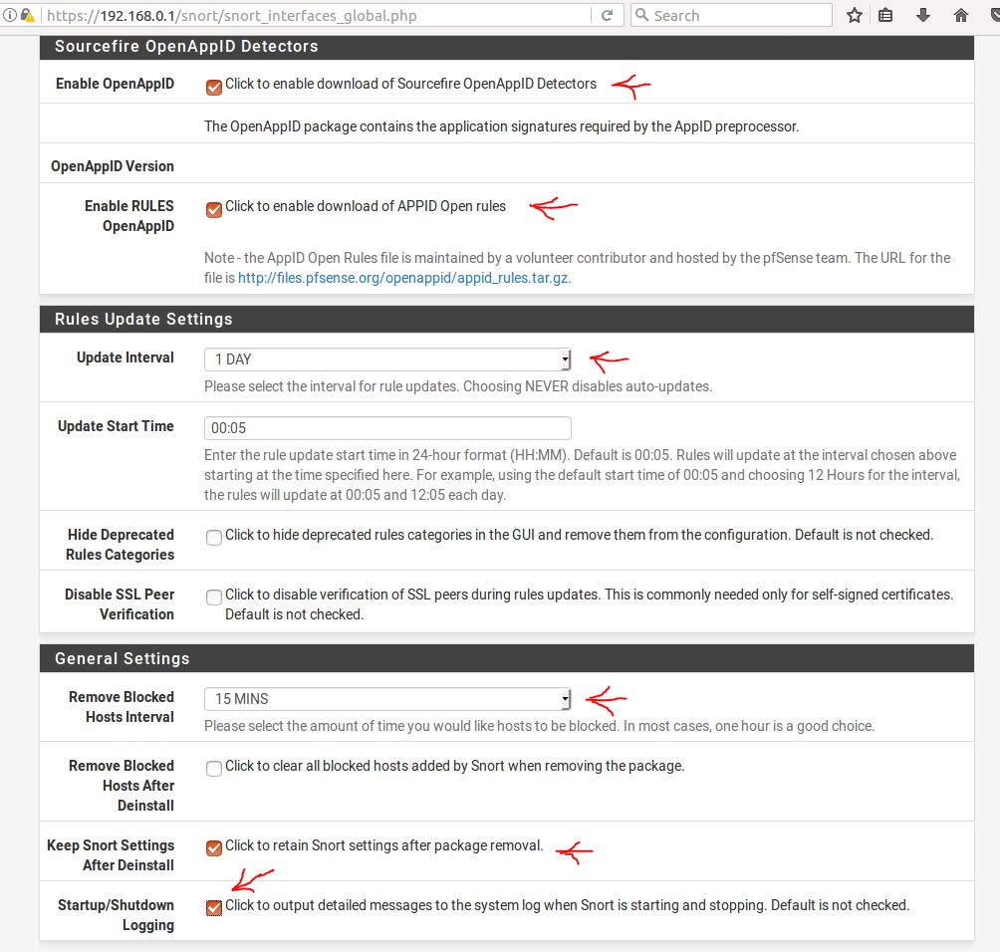 https://192.168.0.1/snort/snort_interfaces_global.php
Search
Sourcefire OpenAppID Detectors
Enable OpenAppID
Click to enable download of Sourcefire OpenAppID Detectors
The OpenAppID package contains the application signatures required by the AppID preprocessor.
OpenAppID Version
Enable RULES
OpenAppID
Click to enable download of APPID Open rules
Note - the AppID Open Rules file is maintained by a volunteer contributor and hosted by the pfSense team. The URL for the
file is http://files.pfsense.org/openappid/appid_rules.tar.gz.
Rules Update Settings
Update Interval
1 DAY
Please select the interval for rule updates. Choosing NEVER disables auto-updates.
Update Start Time
00:05
Enter the rule update start time in 24-hour format (HH:MM). Default is 00:05. Rules will update at the interval chosen above
starting at the time specified here. For example, using the default start time of 00:05 and choosing 12 Hours for the interval,
the rules will update at 00:05 and 12:05 each day.
Hide Deprecated
Rules Categories
Click to hide deprecated rules categories in the GUI and remove them from the configuration. Default is not checked.
Disable SSL Peer
Verification
Click to disable verification of SSL peers during rules updates. This is commonly needed only for self-signed certificates.
Default is not checked.
General Settings
Remove Blocked
Hosts Interval
15 MINS
Please select the amount of time you would like hosts to be blocked. In most cases, one hour is a good choice.
Remove Blocked
Hosts After
Deinstall
Click to clear all blocked hosts added by Snort when removing the package.
Keep Snort Settings
After Deinstall
Click to retain Snort settings after package removal.
Startup/Shutdown
Logging
Click to output detailed messages to the system log when Snort is starting and stopping. Default is not checked.